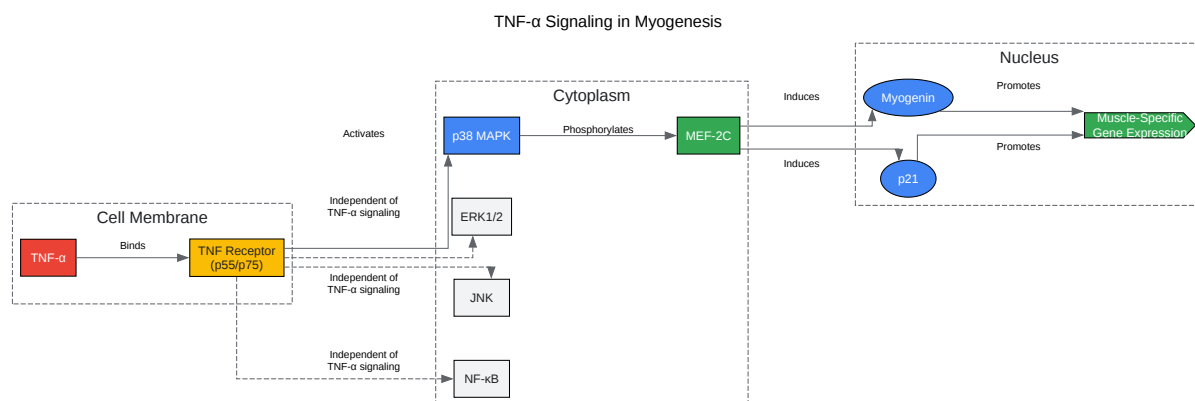 TNF-α Signaling in Myogenesis
Nucleus
Cytoplasm
Cell Membrane
Induces
Myogenin
Promotes
Activates
p38 MAPK
Phosphorylates
MEF-2C
Muscle-Specific
Gene Expression
Induces
p21
Promotes
Independent of
TNF-α signaling
ERK1/2
TNF-α
Binds
TNF Receptor
(p55/p75)
Independent of
TNF-α signaling
JNK
Independent of
TNF-α signaling
NF-κB